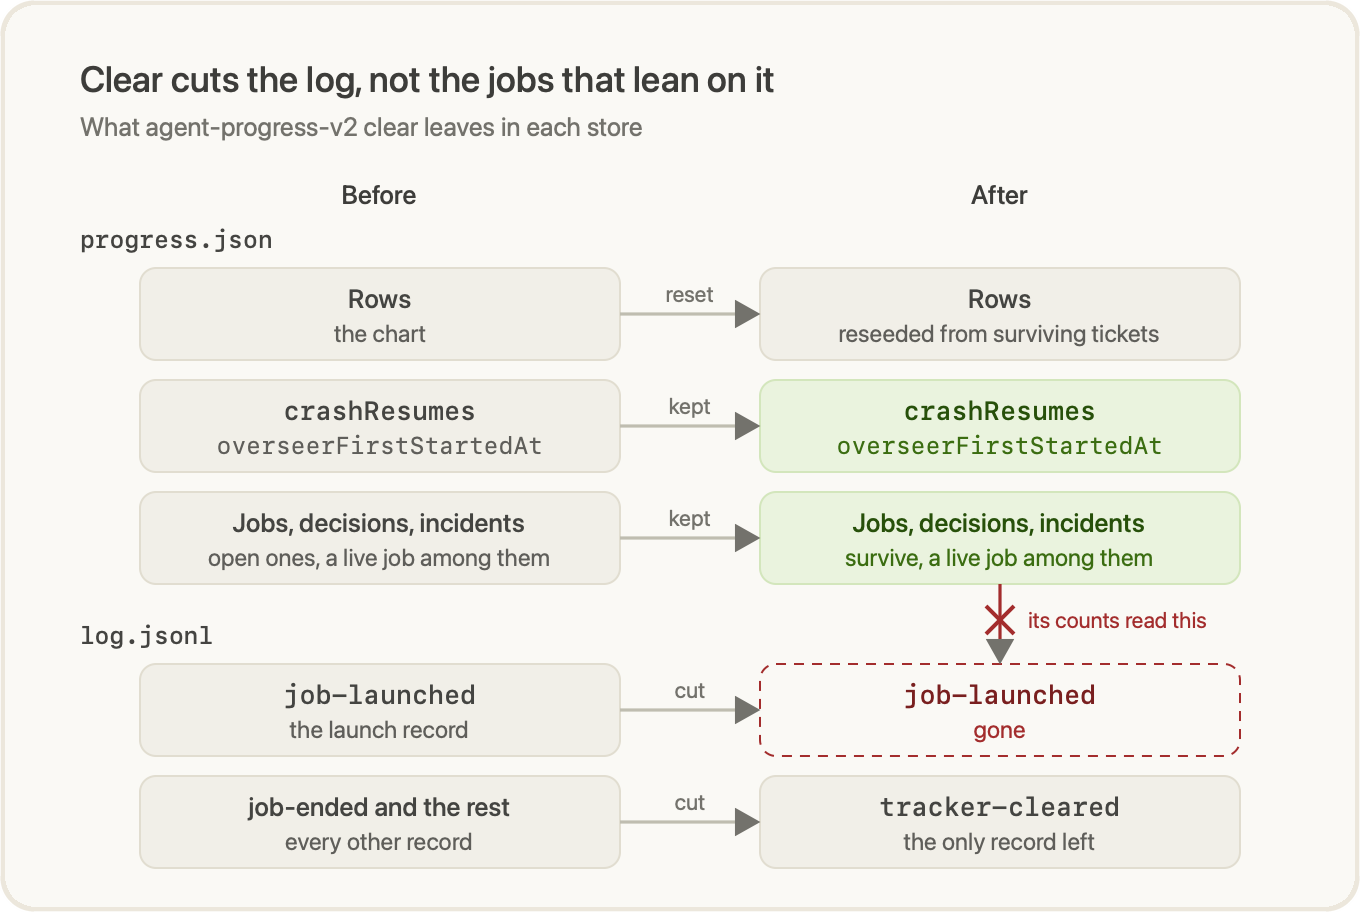 Clear cuts the log, not the jobs that lean on it
What agent-progress-v2 clear leaves in each store
Before
After
progress.json
Rows
the chart
reset
Rows
reseeded from surviving tickets
crashResumes
overseerFirstStartedAt
kept
crashResumes
overseerFirstStartedAt
Jobs, decisions, incidents
open ones, a live job among them
kept
Jobs, decisions, incidents
survive, a live job among them
its counts read this
log.jsonl
job-launched
the launch record
cut
job-launched
gone
job-ended and the rest
every other record
cut
tracker-cleared
the only record left